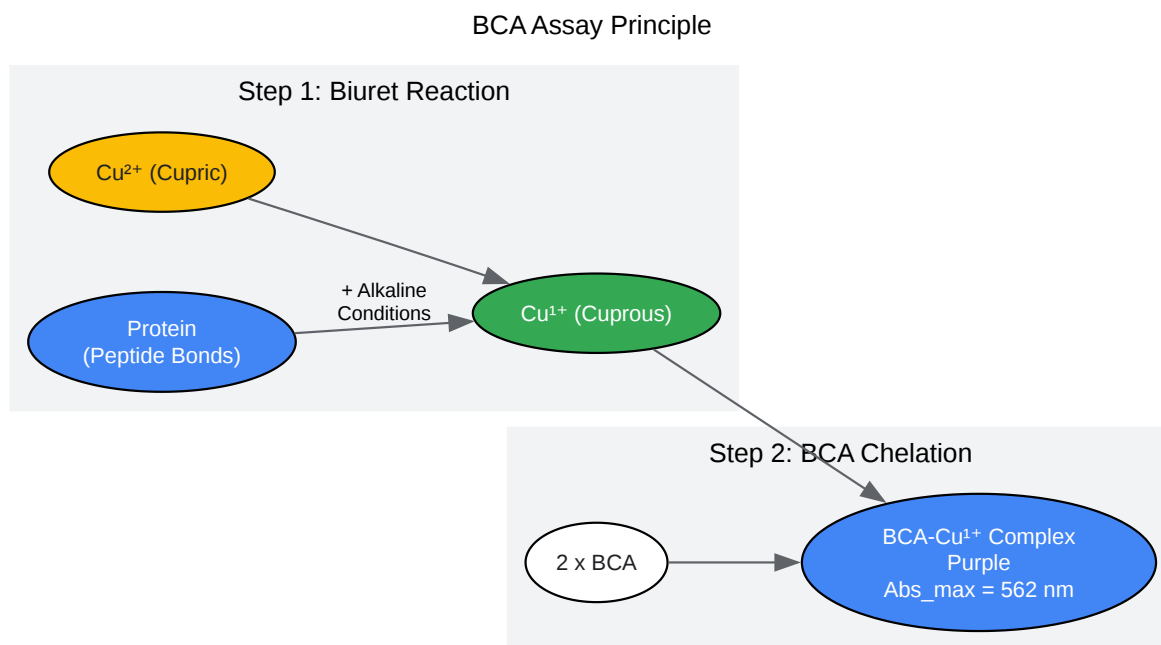 BCA Assay Principle
Step 1: Biuret Reaction
Cu²⁺ (Cupric)
+ Alkaline
Conditions
Protein
(Peptide Bonds)
Cu¹⁺ (Cuprous)
Step 2: BCA Chelation
2 x BCA
BCA-Cu¹⁺ Complex
Purple
Abs_max = 562 nm